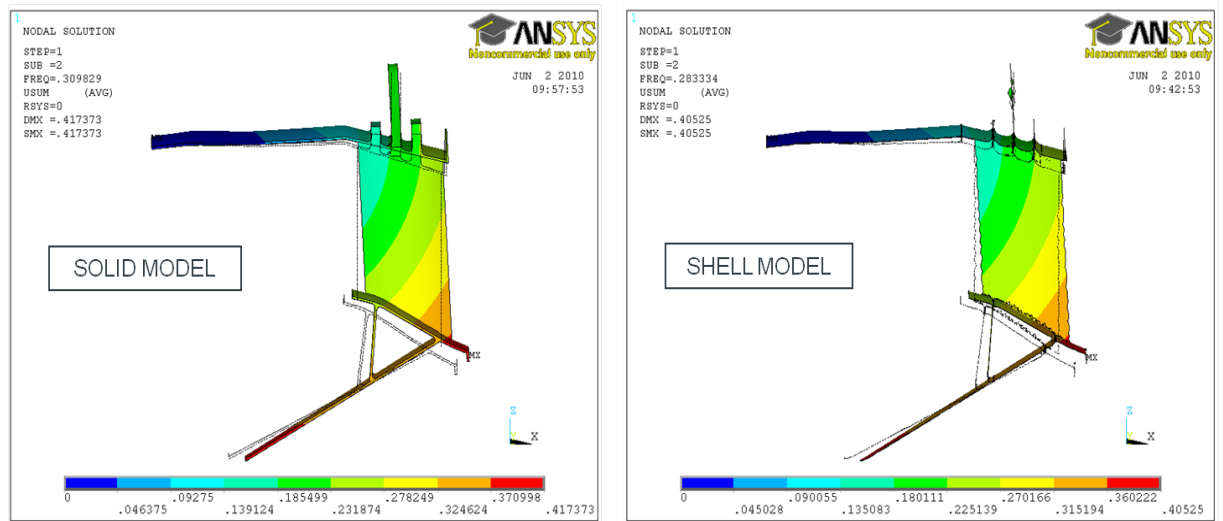 1
NODAL SOLUTION
STEP=1
SUB =2
FREQ=.309829
USUM (AVG)
RSYS=0
DMX =.417373
SMX =.417373
ANSYS
Noncommercial use only
JUN 2 2010
09:57:53
SOLID MODEL
MX
Z
Y
X
0 .09275 .185499 .278249 .370998
.046375 .139124 .231874 .324624 .417373
1
NODAL SOLUTION
STEP=1
SUB =2
FREQ=.283334
USUM (AVG)
RSYS=0
DMX =.40525
SMX =.40525
ANSYS
Noncommercial use only
JUN 2 2010
09:42:53
SHELL MODEL
MX
Z
X
0 .090055 .180111 .270166 .360222
.045028 .135083 .225139 .315194 .40525